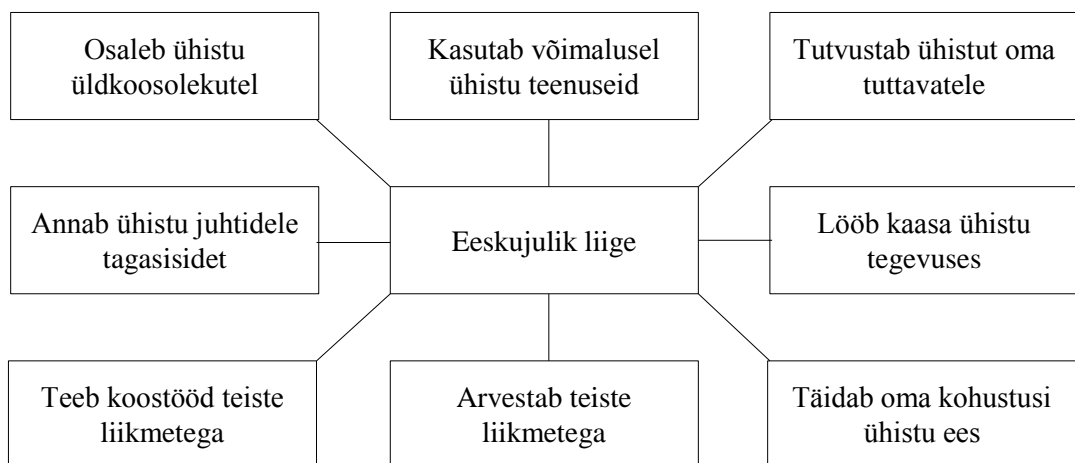 Osaleb ühistu
üldkoosolekutel
Kasutab võimalusel
ühistu teenuseid
Tutvustab ühistut oma
tuttavatele
Annab ühistu juhtidele
tagasisidet
Eeskujulik liige
Lööb kaasa ühistu
tegevuses
Teeb koostööd teiste
liikmetega
Arvestab teiste
liikmetega
Täidab oma kohustusi
ühistu ees